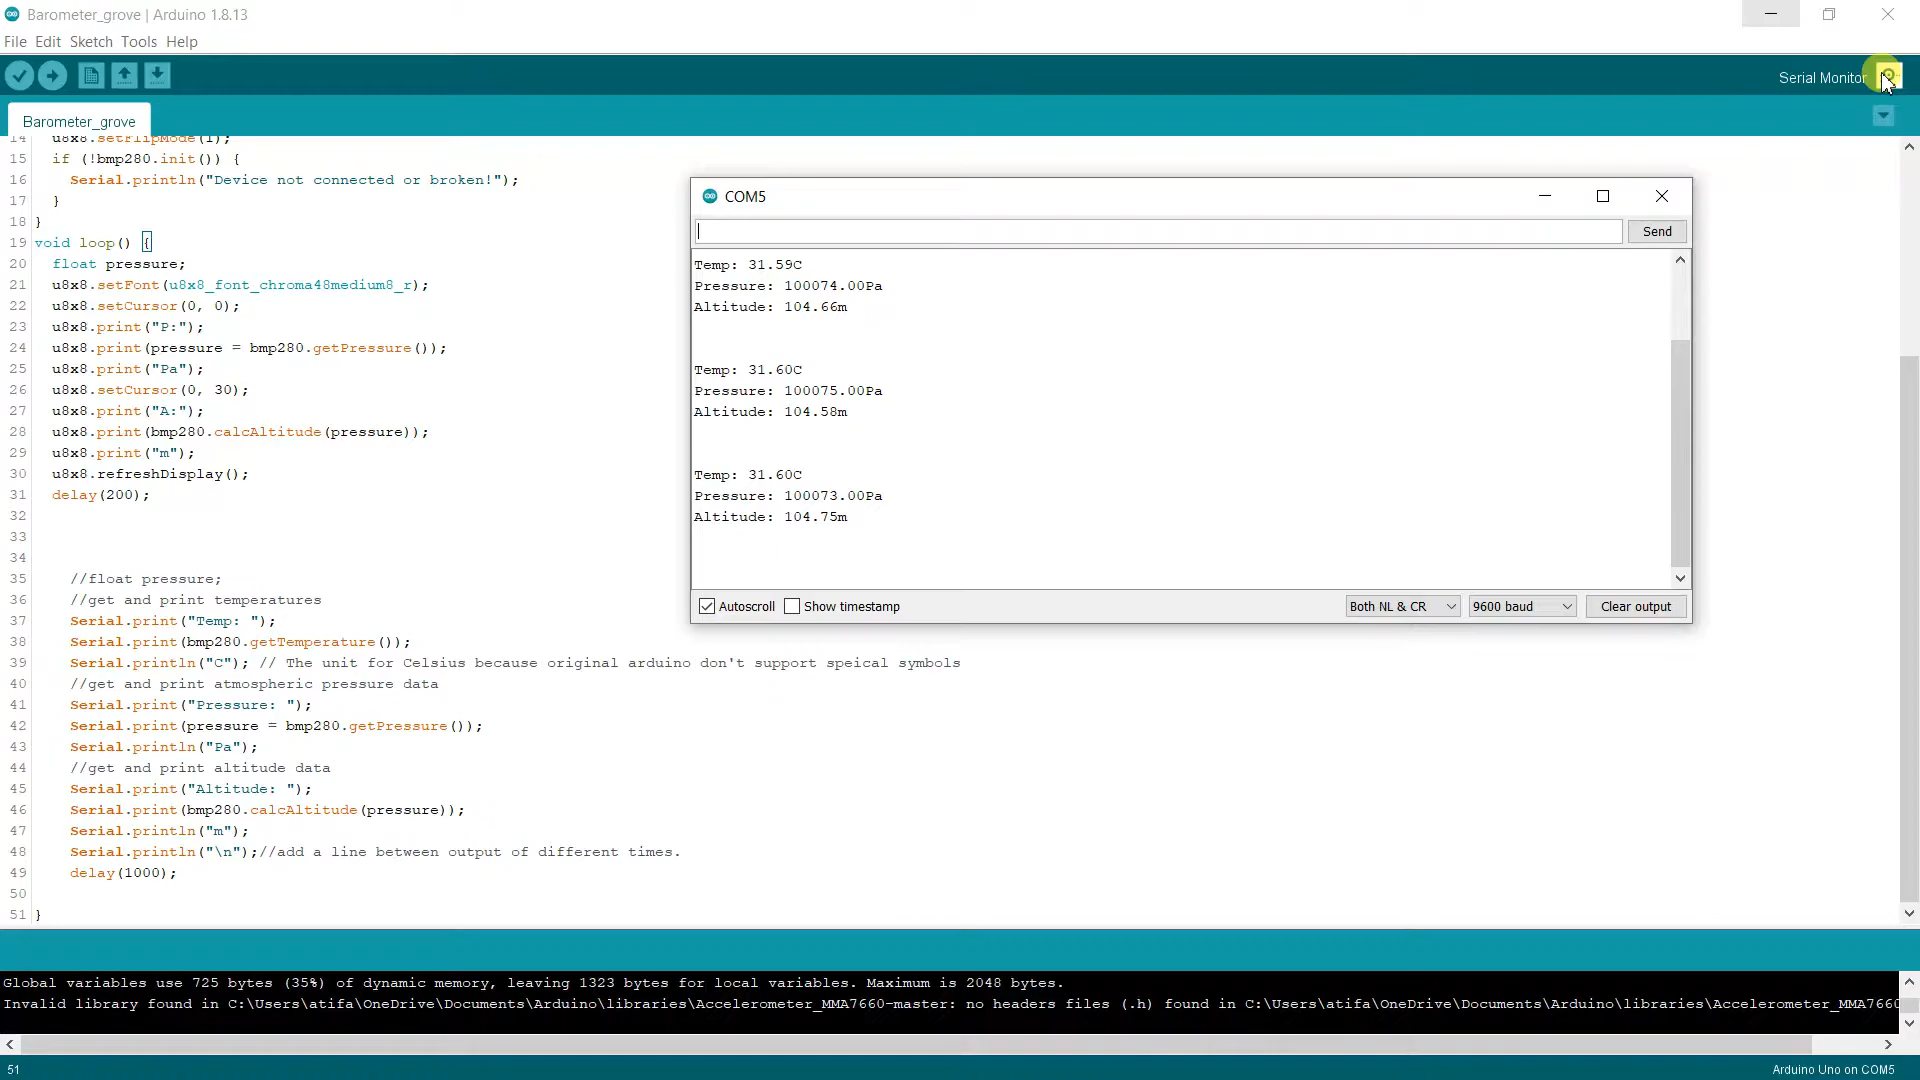 Barometer_grove | Arduino 1.8.13
File Edit Sketch Tools Help
Serial Monitor
Barometer_grove
14 u8x8.setFlipMode(1);
15 if (!bmp280.init()) {
16 Serial.println("Device not connected or broken!");
17 }
18 }
19 void loop() {
20 float pressure;
21 u8x8.setFont(u8x8_font_chroma48medium8_r);
22 u8x8.setCursor(0, 0);
23 u8x8.print("P:");
24 u8x8.print(pressure = bmp280.getPressure());
25 u8x8.print("Pa");
26 u8x8.setCursor(0, 30);
27 u8x8.print("A:");
28 u8x8.print(bmp280.calcAltitude(pressure));
29 u8x8.print("m");
30 u8x8.refreshDisplay();
31 delay(200);
32
33
34
35 //float pressure;
36 //get and print temperatures
37 Serial.print("Temp: ");
38 Serial.print(bmp280.getTemperature());
39 Serial.println("C"); // The unit for Celsius because original arduino don't support speical symbols
40 //get and print atmospheric pressure data
41 Serial.print("Pressure: ");
42 Serial.print(pressure = bmp280.getPressure());
43 Serial.println("Pa");
44 //get and print altitude data
45 Serial.print("Altitude: ");
46 Serial.print(bmp280.calcAltitude(pressure));
47 Serial.println("m");
48 Serial.println("\n");//add a line between output of different times.
49 delay(1000);
50
51 }
COM5
Send
Temp: 31.59C
Pressure: 100074.00Pa
Altitude: 104.66m
Temp: 31.60C
Pressure: 100075.00Pa
Altitude: 104.58m
Temp: 31.60C
Pressure: 100073.00Pa
Altitude: 104.75m
Autoscroll Show timestamp Both NL & CR 9600 baud Clear output
Global variables use 725 bytes (35%) of dynamic memory, leaving 1323 bytes for local variables. Maximum is 2048 bytes.
Invalid library found in C:\Users\atifa\OneDrive\Documents\Arduino\libraries\Accelerometer_MMA7660-master: no headers files (.h) found in C:\Users\atifa\OneDrive\Documents\Arduino\libraries\Accelerometer_MMA7660
51 Arduino Uno on COM5